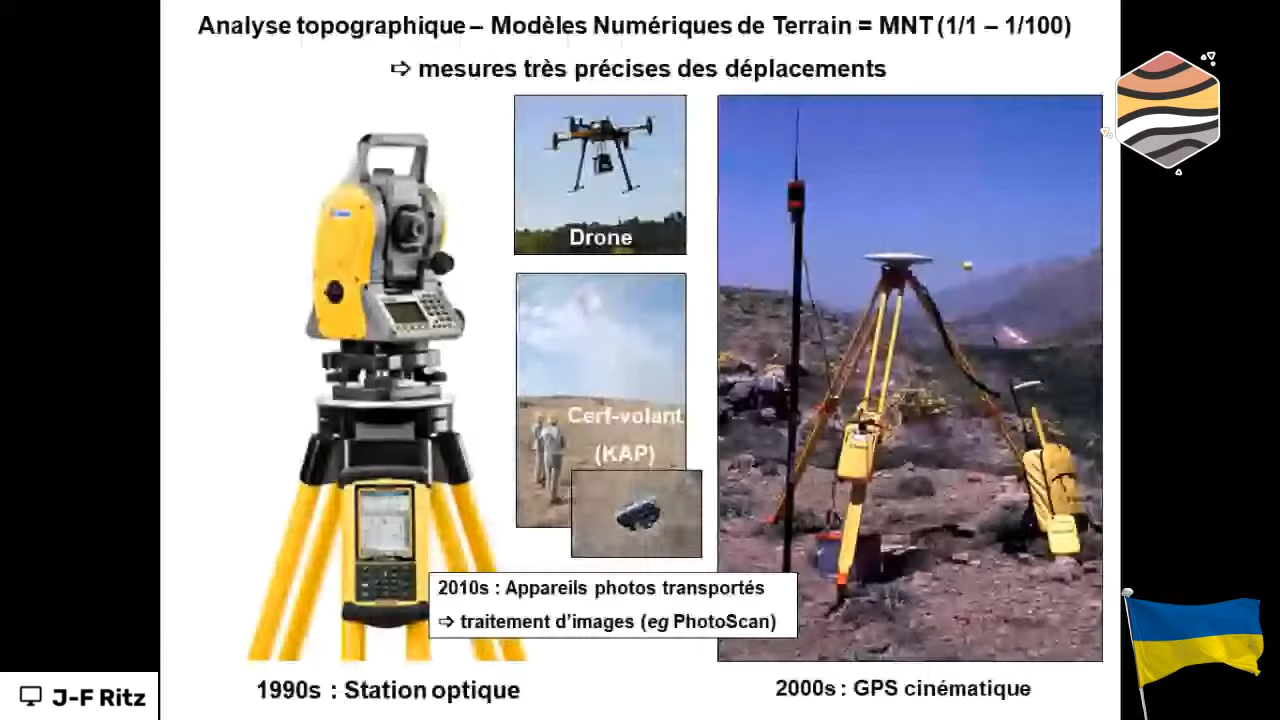 Analyse topographique – Modèles Numériques de Terrain = MNT (1/1 – 1/100)
⇨ mesures très précises des déplacements
Drone
Cerf-volant
(KAP)
2010s : Appareils photos transportés
⇨ traitement d'images (eg PhotoScan)
1990s : Station optique
2000s : GPS cinématique
J-F Ritz